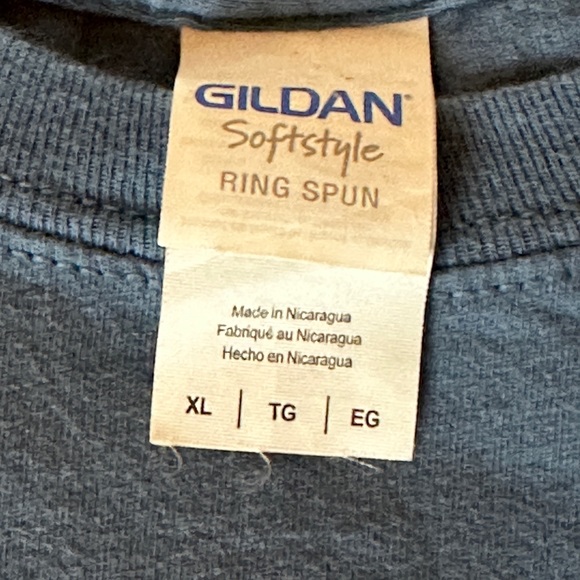 GILDAN
Softstyle
RING SPUN
Made in Nicaragua
Fabriqué au Nicaragua
Hecho en Nicaragua
XL | TG | EG